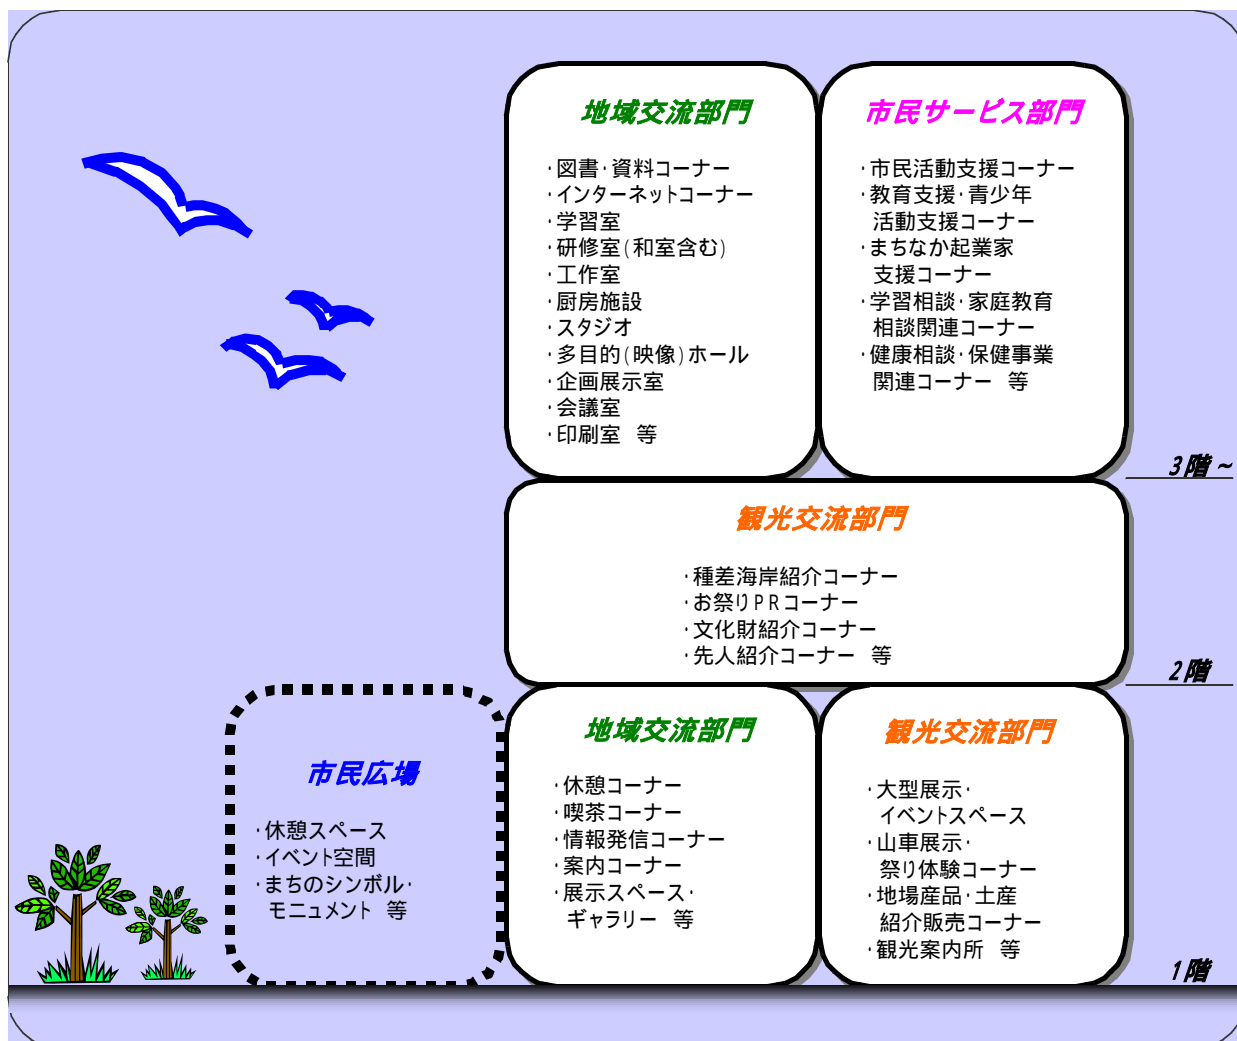 地域交流部門
・図書・資料コーナー
・インターネットコーナー
・学習室
・研修室(和室含む)
・工作室
・厨房施設
・スタジオ
・多目的(映像)ホール
・企画展示室
・会議室
・印刷室 等
市民サービス部門
・市民活動支援コーナー
・教育支援・青少年
活動支援コーナー
・まちなか起業家
支援コーナー
・学習相談・家庭教育
相談関連コーナー
・健康相談・保健事業
関連コーナー 等
3階~
観光交流部門
・種差海岸紹介コーナー
・お祭りPRコーナー
・文化財紹介コーナー
・先人紹介コーナー 等
2階
市民広場
・休憩スペース
・イベント空間
・まちのシンボル・
モニュメント 等
地域交流部門
・休憩コーナー
・喫茶コーナー
・情報発信コーナー
・案内コーナー
・展示スペース・
ギャラリー 等
観光交流部門
・大型展示・
イベントスペース
・山車展示・
祭り体験コーナー
・地場産品・土産
紹介販売コーナー
・観光案内所 等
1階